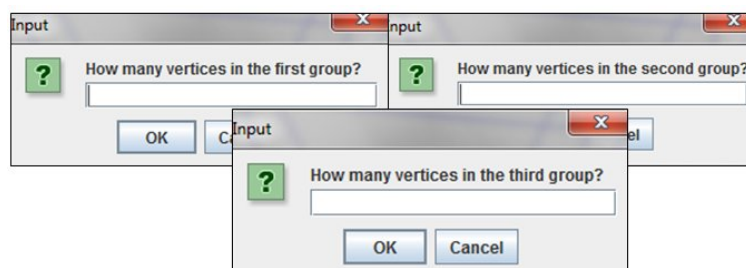 Input
How many vertices in the first group?
OK
nput
How many vertices in the second group?
Input
How many vertices in the third group?
OK
Cancel